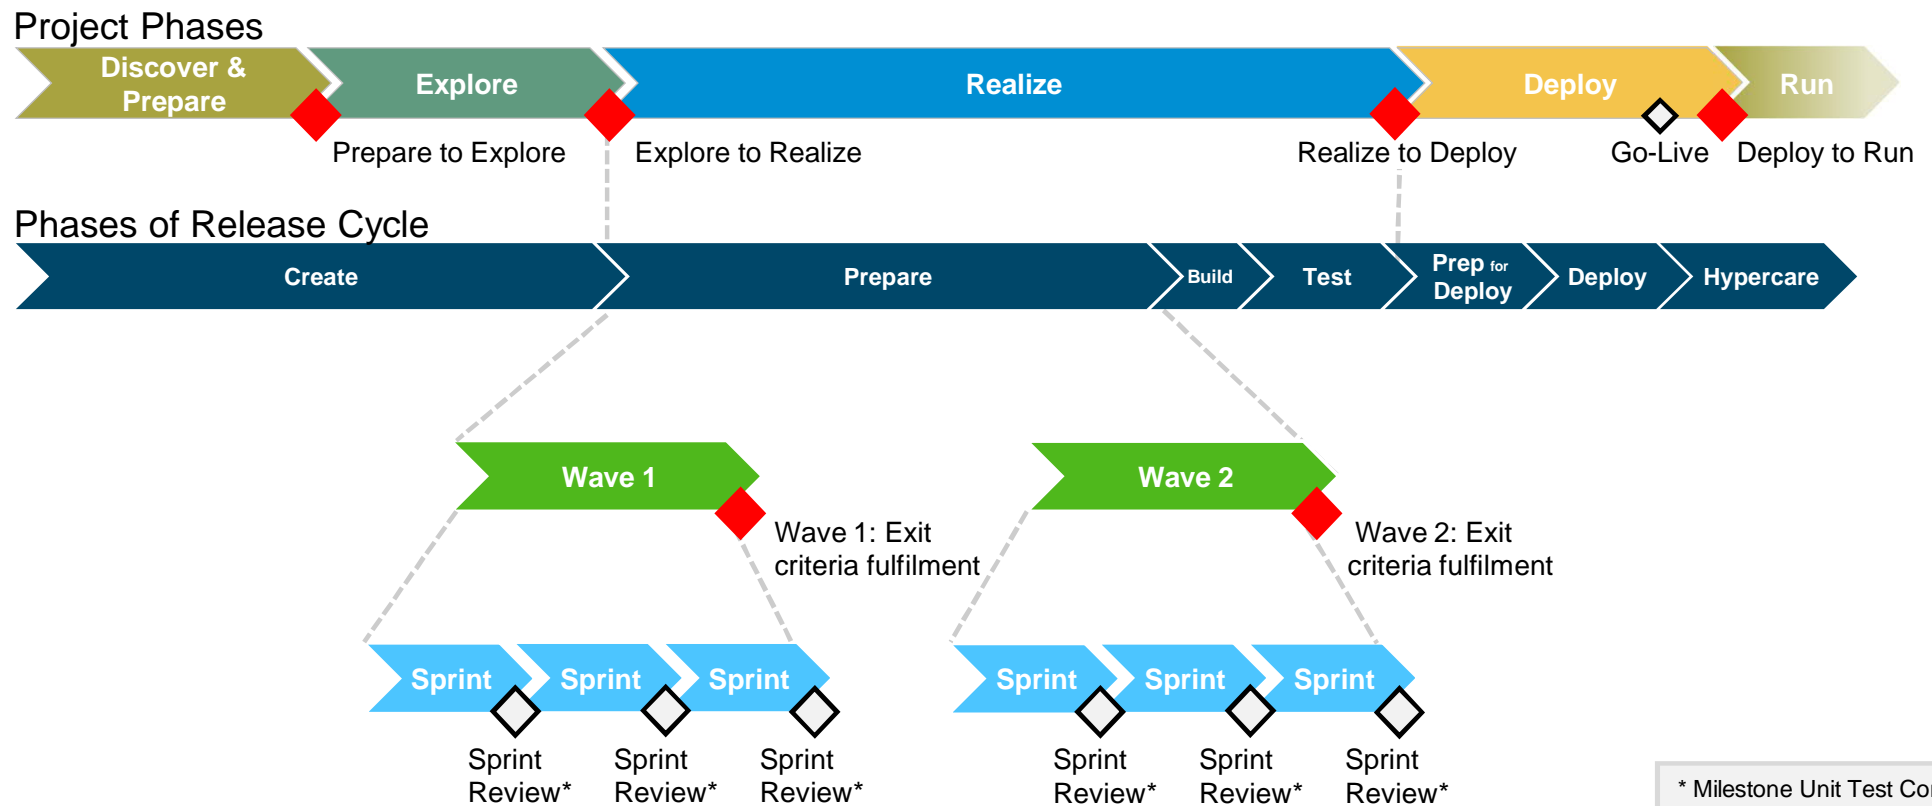 Project Phases
Discover &
Prepare
Explore
Realize
Deploy
Run
Prepare to Explore
Explore to Realize
Realize to Deploy
Go-Live
Deploy to Run
Phases of Release Cycle
Create
Prepare
Build
Test
Prep for
Deploy
Deploy
Hypercare
Wave 1
Wave 2
Wave 1: Exit
criteria fulfilment
Wave 2: Exit
criteria fulfilment
Sprint
Sprint
Sprint
Sprint
Sprint
Sprint
Sprint
Review*
Sprint
Review*
Sprint
Review*
Sprint
Review*
Sprint
Review*
Sprint
Review*
* Milestone Unit Test